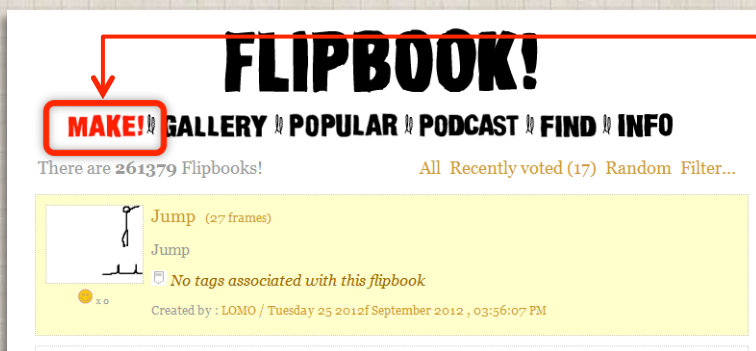 FLIPBOOK!
MAKE! GALLERY POPULAR PODCAST FIND INFO
There are 261379 Flipbooks! All Recently voted (17) Random Filter...
Jump (27 frames)
Jump
No tags associated with this flipbook
x 0
Created by : LOMO / Tuesday 25 2012f September 2012 , 03:56:07 PM